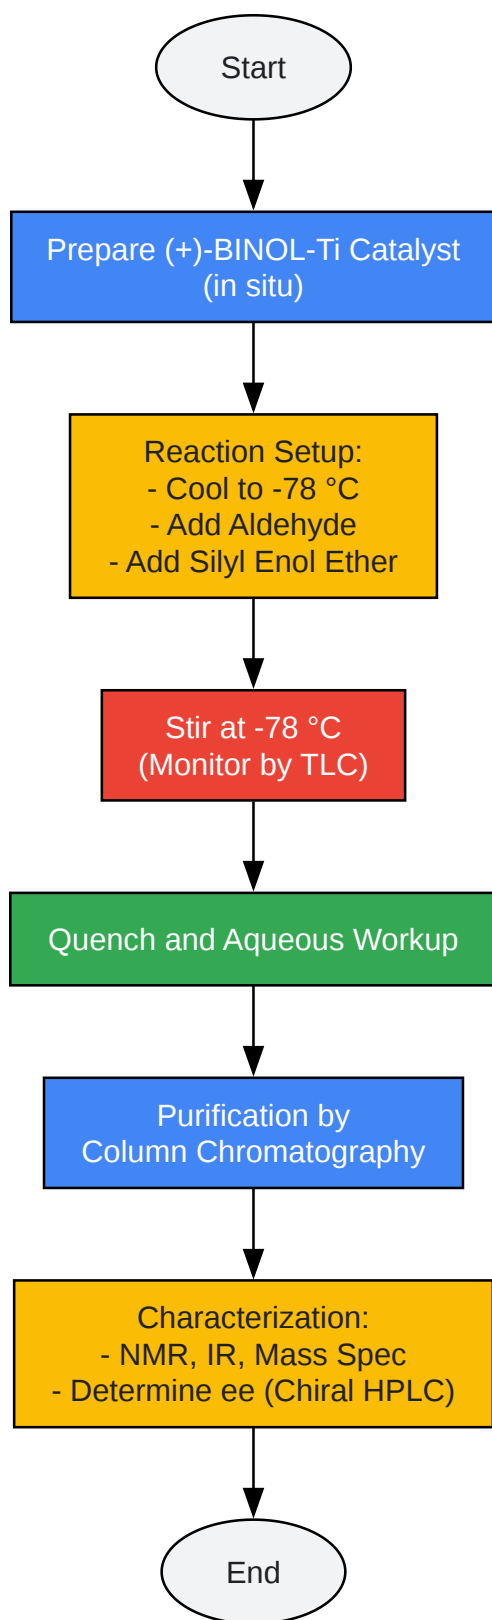 Start
Prepare (+)-BINOL-Ti Catalyst
(in situ)
Reaction Setup:
- Cool to -78 °C
- Add Aldehyde
- Add Silyl Enol Ether
Stir at -78 °C
(Monitor by TLC)
Quench and Aqueous Workup
Purification by
Column Chromatography
Characterization:
- NMR, IR, Mass Spec
- Determine ee (Chiral HPLC)
End